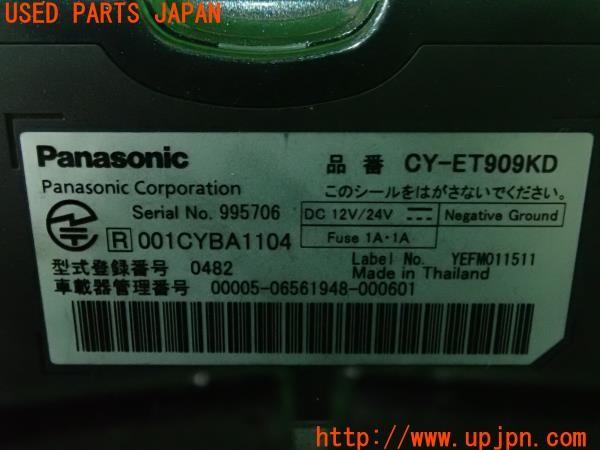 USED PARTS JAPAN
Panasonic
品番 CY-ET909KD
Panasonic Corporation
このシールをはがさないでください。
Serial No. 995706
DC 12V/24V
Negative Ground
R 001CYBA1104
Fuse 1A・1A
Label No. YEFM011511
型式登録番号 0482
Made in Thailand
車載器管理番号 00005-06561948-000601
http://www.upjpn.com/